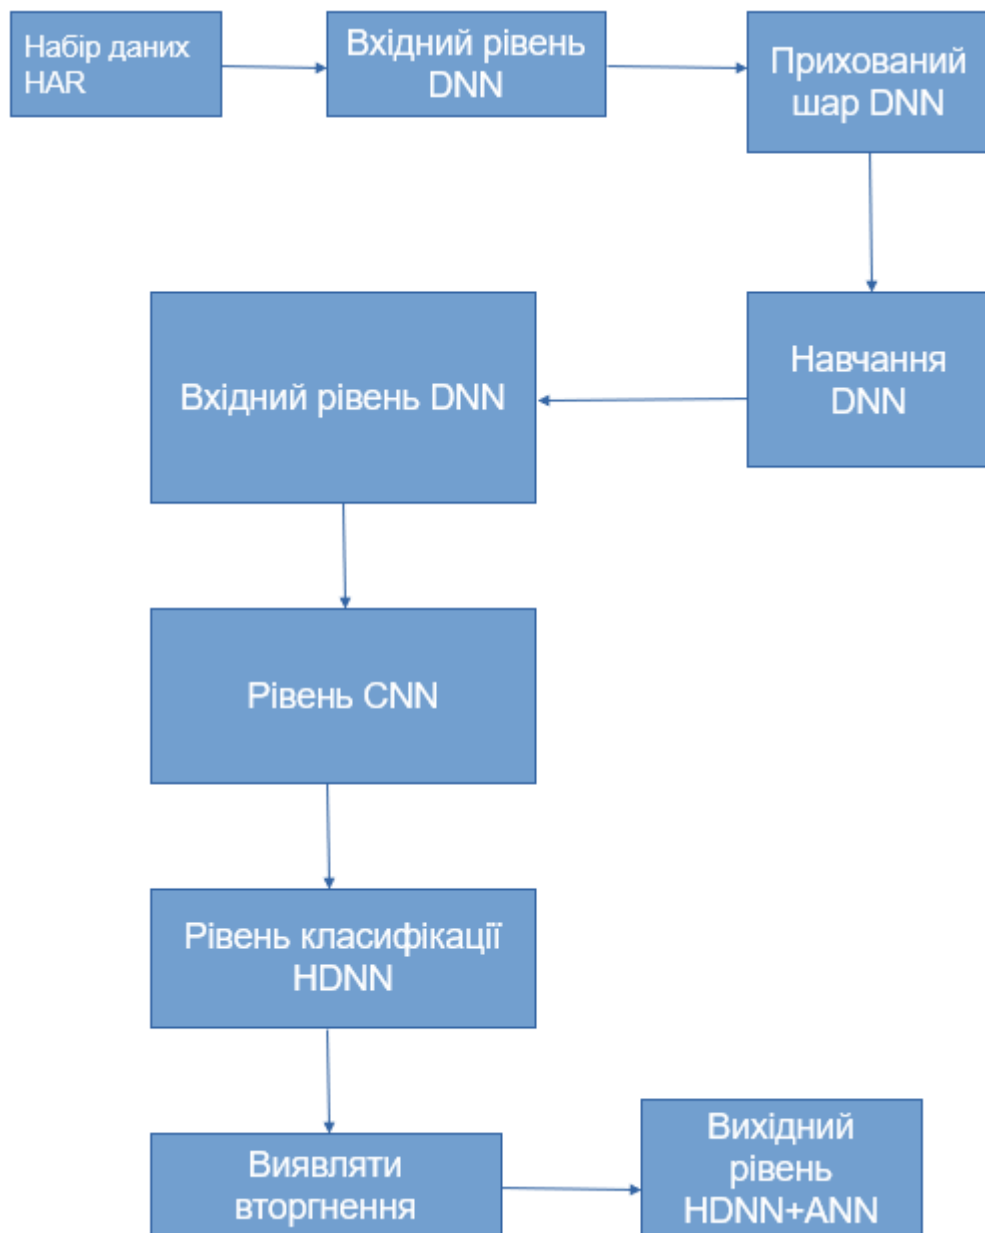 Набір даних
HAR
Вхідний рівень
DNN
Прихований
шар DNN
Навчання
DNN
Вхідний рівень DNN
Рівень CNN
Рівень класифікації
HDNN
Виявляти
вторгнення
Вихідний
рівень
HDNN+ANN